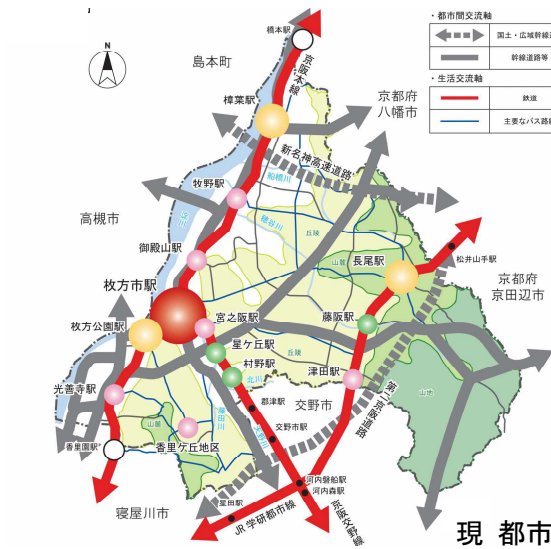 ・都市間交流軸
国土・広域幹線道
幹線道路等
・生活交流軸
鉄道
主要なバス路線
N
橋本駅
島本町
京阪本線
京都府
八幡市
樟葉駅
新名神高速道路
船橋川
牧野駅
淀川
穂谷川
高槻市
丘陵
御殿山駅
山麓
長尾駅
松井山手駅
京都府
京田辺市
枚方市駅
宮之阪駅
藤阪駅
枚方公園駅
星ケ丘駅
丘陵
村野駅
津田駅
北川
光善寺駅
郡津駅
交野市
第二京阪道路
山地
山麓
天野川
交野市駅
香里園駅
香里ケ丘地区
河内磐船駅
河内森駅
星田駅
寝屋川市
JR学研都市線
京阪交野線
現 都市